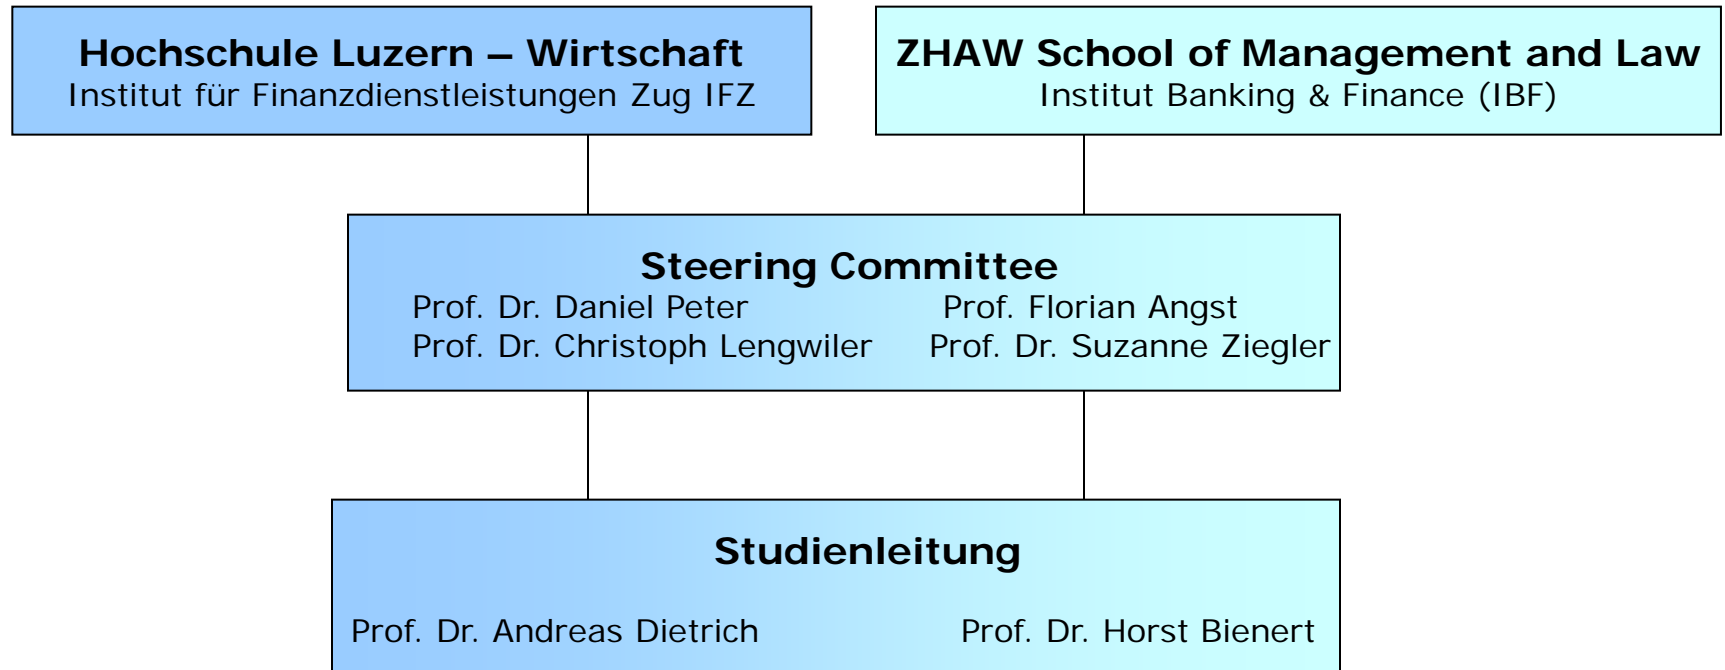 Hochschule Luzern – Wirtschaft
Institut für Finanzdienstleistungen Zug IFZ
ZHAW School of Management and Law
Institut Banking & Finance (IBF)
Steering Committee
Prof. Dr. Daniel Peter Prof. Florian Angst
Prof. Dr. Christoph Lengwiler Prof. Dr. Suzanne Ziegler
Studienleitung
Prof. Dr. Andreas Dietrich Prof. Dr. Horst Bienert